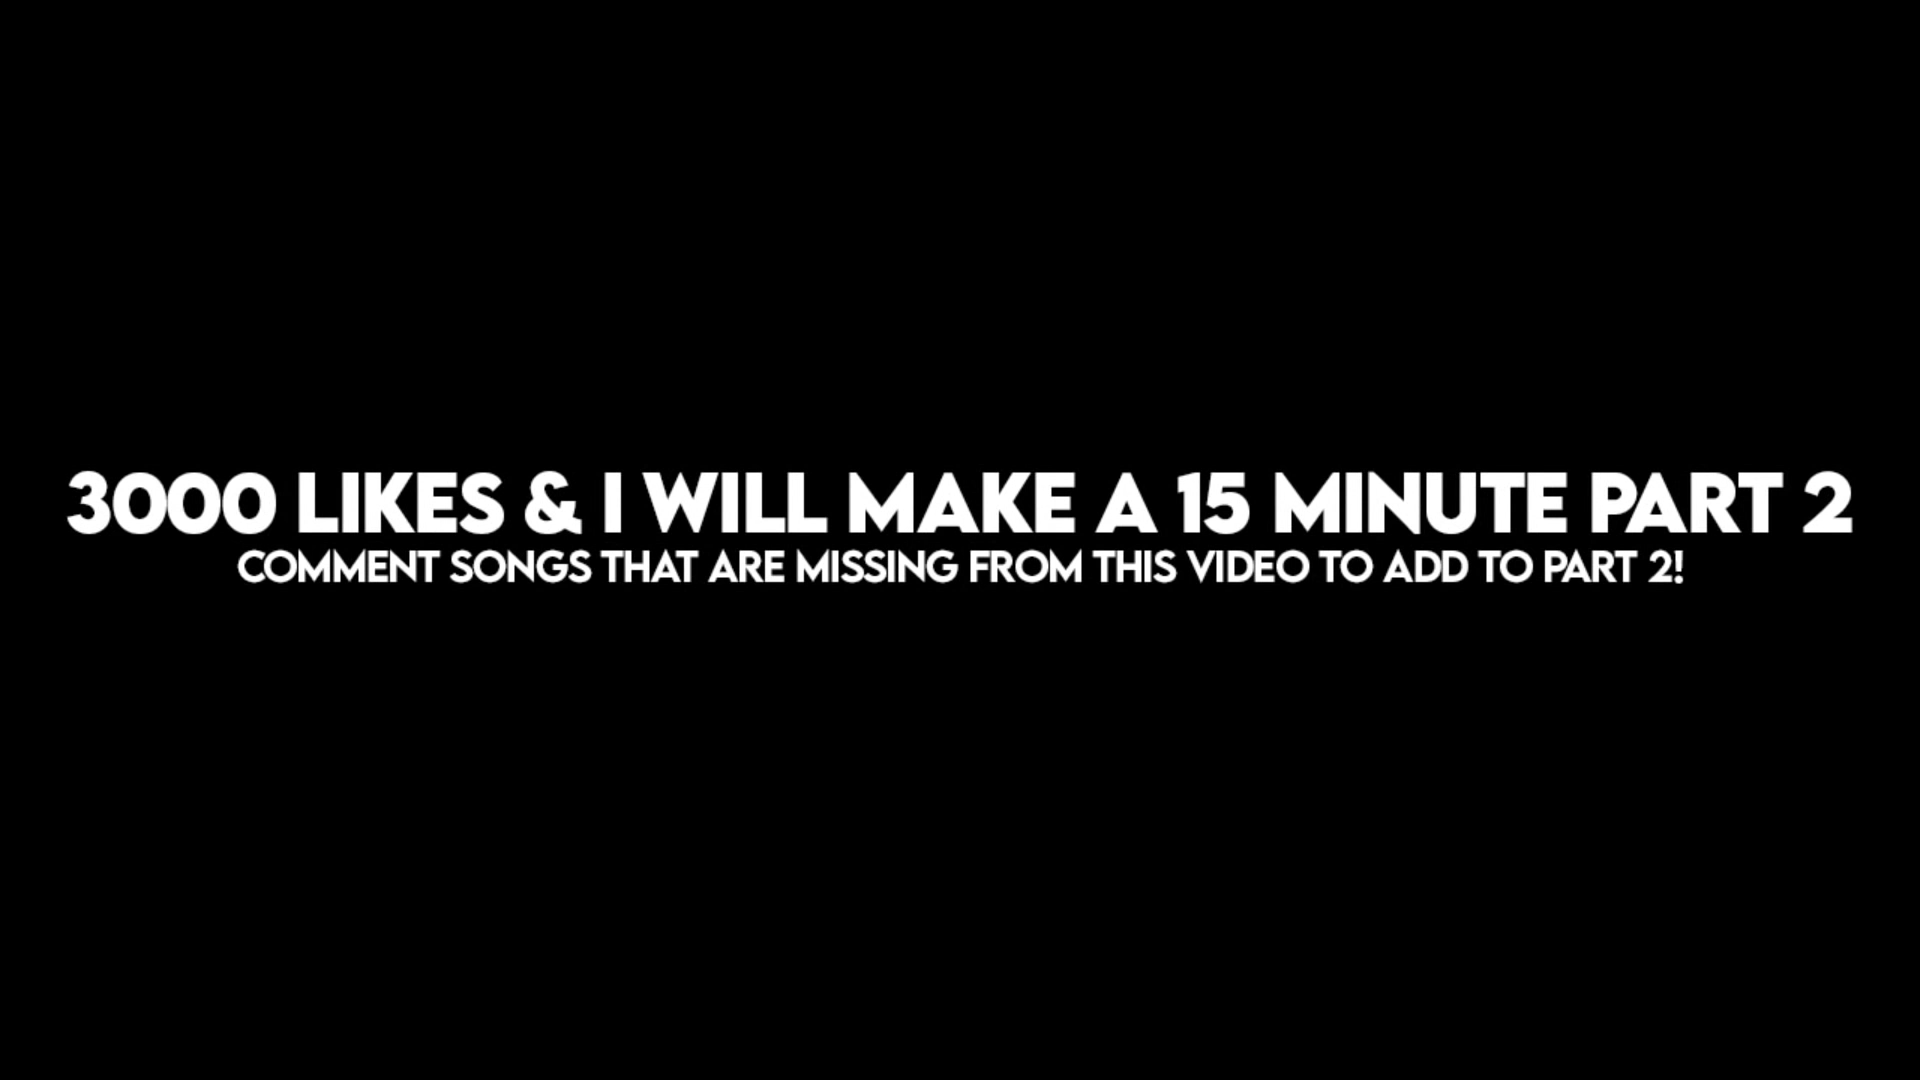 3000 LIKES & I WILL MAKE A 15 MINUTE PART 2
COMMENT SONGS THAT ARE MISSING FROM THIS VIDEO TO ADD TO PART 2!